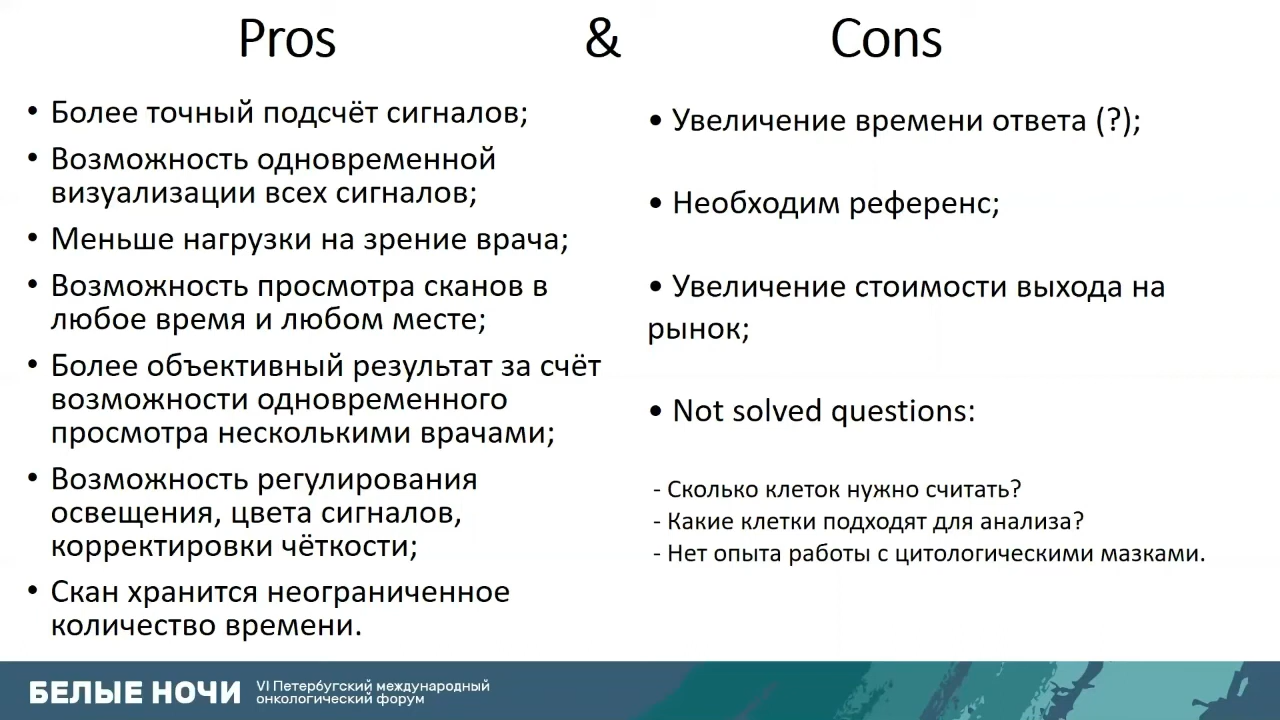 Pros & Cons
• Более точный подсчёт сигналов;
• Возможность одновременной
визуализации всех сигналов;
• Меньше нагрузки на зрение врача;
• Возможность просмотра сканов в
любое время и любом месте;
• Более объективный результат за счёт
возможности одновременного
просмотра несколькими врачами;
• Возможность регулирования
освещения, цвета сигналов,
корректировки чёткости;
• Скан хранится неограниченное
количество времени.
• Увеличение времени ответа (?);
• Необходим референс;
• Увеличение стоимости выхода на
рынок;
• Not solved questions:
- Сколько клеток нужно считать?
- Какие клетки подходят для анализа?
- Нет опыта работы с цитологическими мазками.
БЕЛЫЕ НОЧИ
VI Петербургский международный
онкологический форум